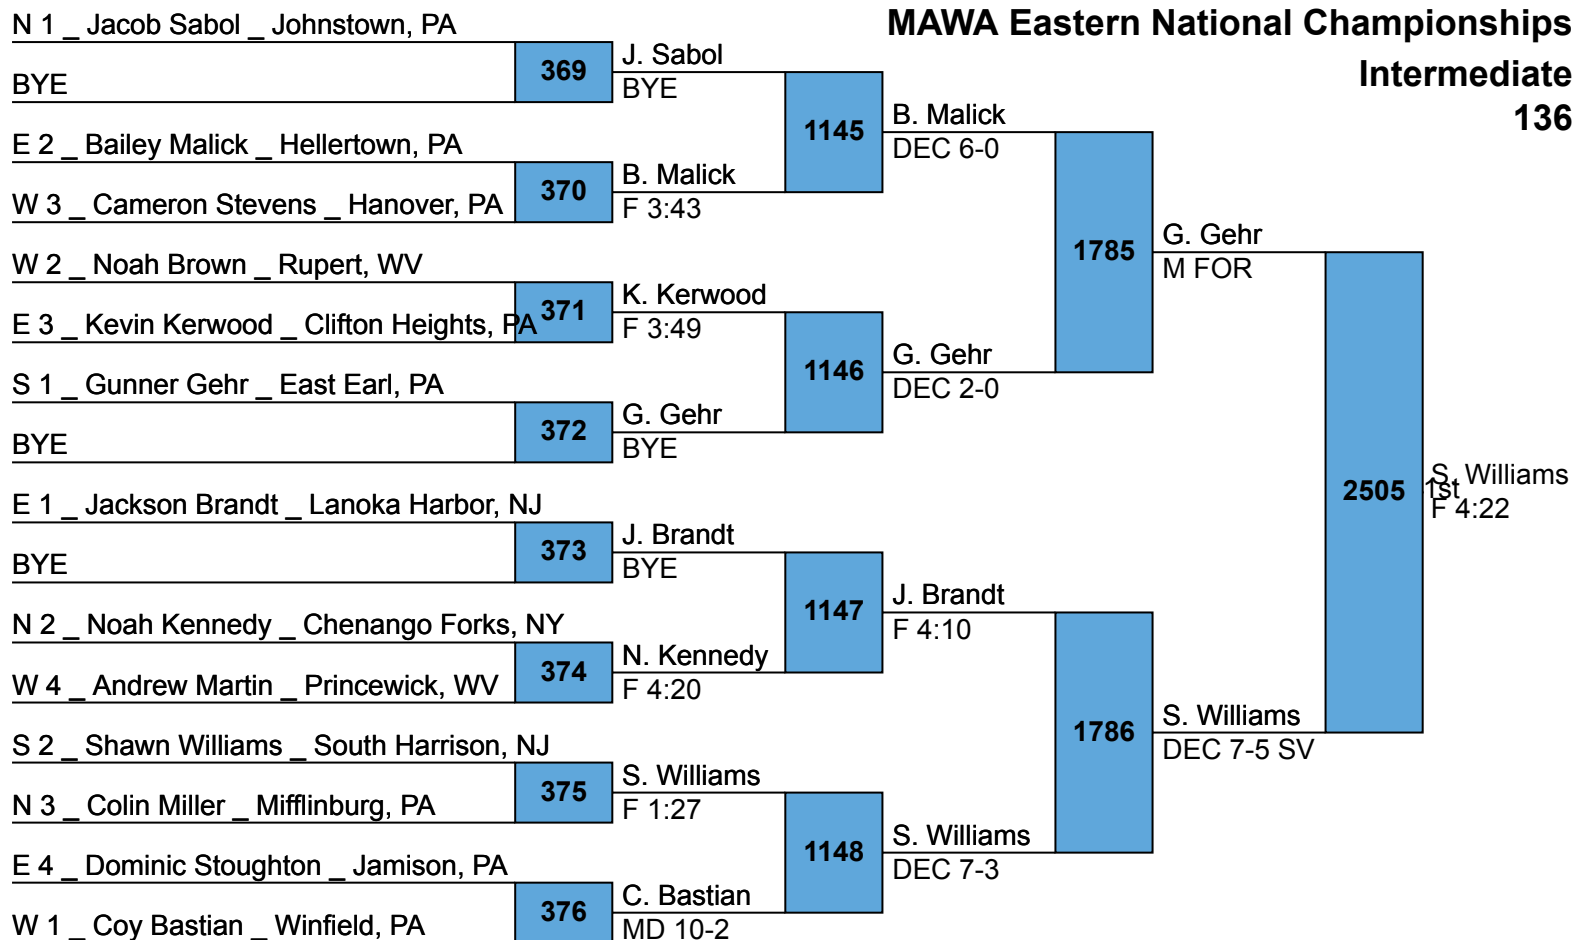 MAWA Eastern National Championships
Intermediate
136
N 1 _ Jacob Sabol _ Johnstown, PA
BYE
369
J. Sabol
BYE
E 2 _ Bailey Malick _ Hellertown, PA
W 3 _ Cameron Stevens _ Hanover, PA
370
B. Malick
F 3:43
1145
B. Malick
DEC 6-0
W 2 _ Noah Brown _ Rupert, WV
E 3 _ Kevin Kerwood _ Clifton Heights, PA
371
K. Kerwood
F 3:49
S 1 _ Gunner Gehr _ East Earl, PA
BYE
372
G. Gehr
BYE
1146
G. Gehr
DEC 2-0
1785
G. Gehr
M FOR
E 1 _ Jackson Brandt _ Lanoka Harbor, NJ
BYE
373
J. Brandt
BYE
N 2 _ Noah Kennedy _ Chenango Forks, NY
W 4 _ Andrew Martin _ Princewick, WV
374
N. Kennedy
F 4:20
1147
J. Brandt
F 4:10
S 2 _ Shawn Williams _ South Harrison, NJ
N 3 _ Colin Miller _ Mifflinburg, PA
375
S. Williams
F 1:27
E 4 _ Dominic Stoughton _ Jamison, PA
W 1 _ Coy Bastian _ Winfield, PA
376
C. Bastian
MD 10-2
1148
S. Williams
DEC 7-3
1786
S. Williams
DEC 7-5 SV
2505
S. Williams
1st
F 4:22